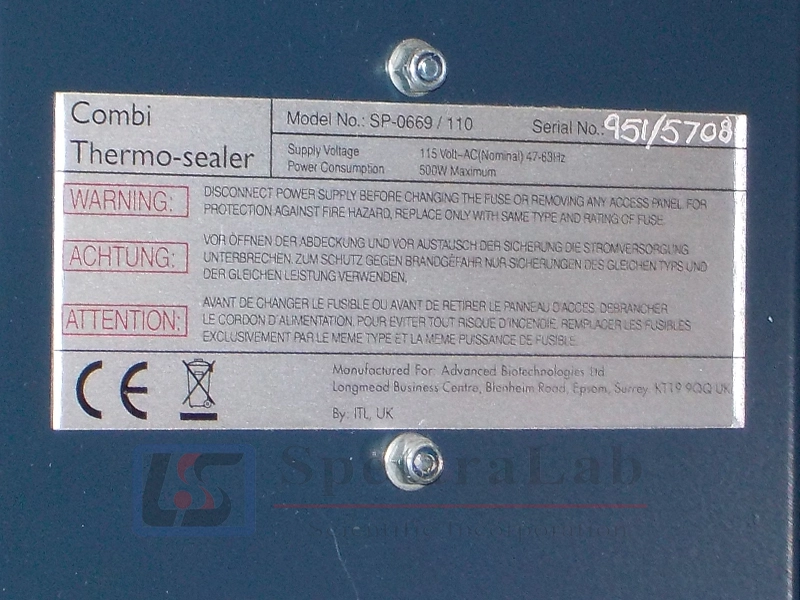 Combi
Thermo-sealer
Model No.: SP-0669 / 110
Serial No. 951/5708
Supply Voltage 115 Volt-AC(Nominal) 47-63Hz
Power Consumption 500W Maximum
WARNING:
DISCONNECT POWER SUPPLY BEFORE CHANGING THE FUSE OR REMOVING ANY ACCESS PANEL FOR
PROTECTION AGAINST FIRE HAZARD, REPLACE ONLY WITH SAME TYPE AND RATING OF FUSE.
ACHTUNG:
VOR ÖFFNEN DER ABDECKUNG UND VOR AUSTAUSCH DER SICHERUNG DIE STROMVERSORGUNG
UNTERBRECHEN. ZUM SCHUTZ GEGEN BRANDGEFAHR NUR SICHERUNGEN DES GLEICHEN TYPS UND
DER GLEICHEN LEISTUNG VERWENDEN.
ATTENTION:
AVANT DE CHANGER LE FUSIBLE OU AVANT DE RETIRER LE PANNEAU D'ACCES, DEBRANCHER
LE CORDON D'ALIMENTATION. POUR EVITER TOUT RISQUE D'INCENDIE, REMPLACER LES FUSIBLES
EXCLUSIVEMENT PAR LE MEME TYPE ET LA MEME PUISSANCE DE FUSIBLE.
CE
Manufactured For: Advanced Biotechnologies Ltd
Longmead Business Centre, Blenheim Road, Epsom, Surrey. KT19 9QQ UK
By: ITL, UK
SpectraLab